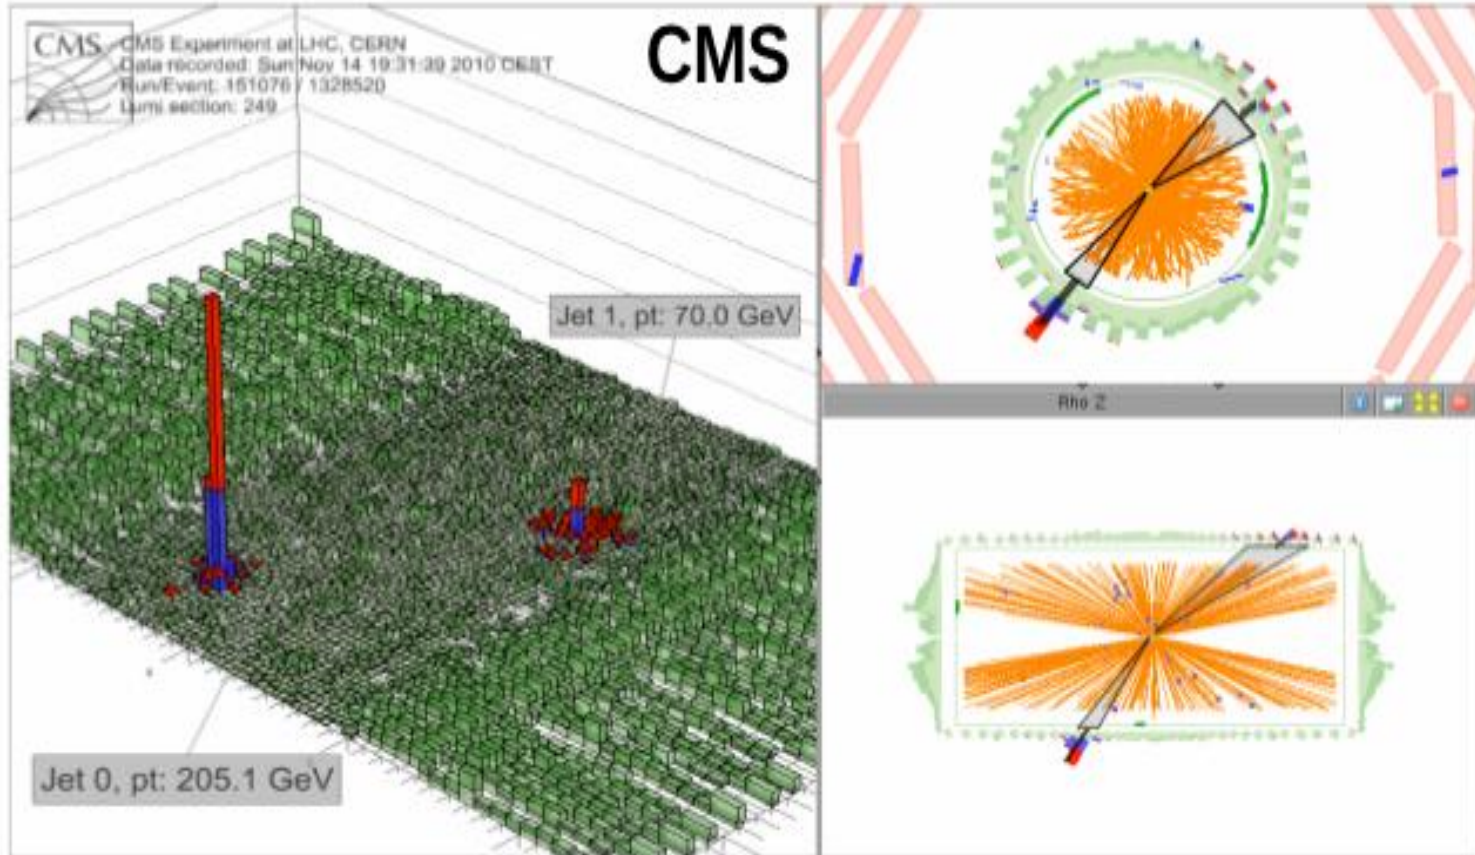 CMS
CMS Experiment at LHC, CERN
Data recorded: Sun Nov 14 19:31:39 2010 CEST
Run/Event: 151076 / 1328520
Lumi section: 249
CMS
Jet 1, pt: 70.0 GeV
Jet 0, pt: 205.1 GeV
Rho Z